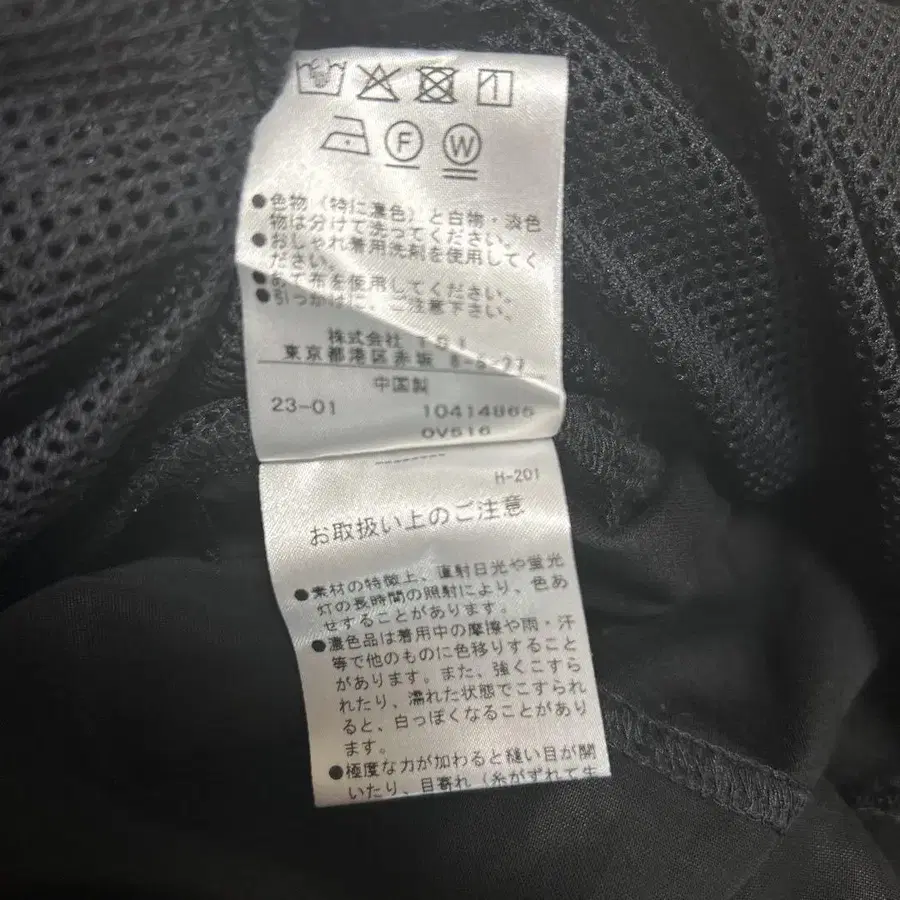 F W
●色物（特に濃色）と白物・淡色
物は分けて洗ってください。
●おしゃれ着用洗剤を使用してく
ださい。
●あて布を使用してください。
●引っかけに、ご注意下さい。
株式会社
東京都港区赤坂
中国製
23-01 10414865
0V516
H-201
お取扱い上のご注意
●素材の特徴上、直射日光や蛍光
灯の長時間の照射により、色あ
せすることがあります。
●濃色品は着用中の摩擦や雨・汗
等で他のものに色移りすること
があります。また、強くこすら
れたり、濡れた状態でこすられ
ると、白っぽくなることがあり
ます。
●極度な力が加わると縫い目が開
いたり、目寄れ（糸がずれて生